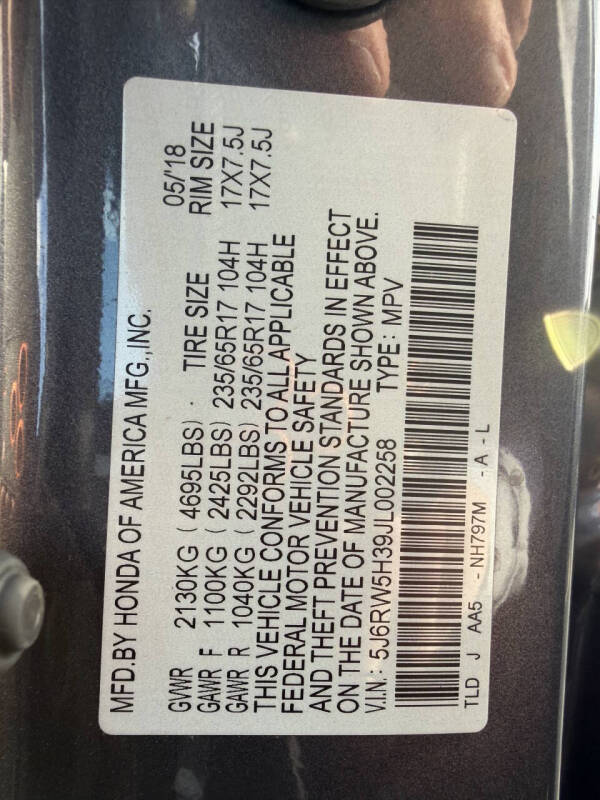 MFD.BY HONDA OF AMERICA MFG.,INC.
05/'18
GVWR 2130KG ( 4695LBS) . TIRE SIZE RIM SIZE
GAWR F 1100KG ( 2425LBS) 235/65R17 104H 17X7.5J
GAWR R 1040KG ( 2292LBS) 235/65R17 104H 17X7.5J
THIS VEHICLE CONFORMS TO ALL APPLICABLE
FEDERAL MOTOR VEHICLE SAFETY
AND THEFT PREVENTION STANDARDS IN EFFECT
ON THE DATE OF MANUFACTURE SHOWN ABOVE.
V.I.N.: 5J6RW5H39JL002258 TYPE: MPV
TLD J AA5 - NH797M - A - L